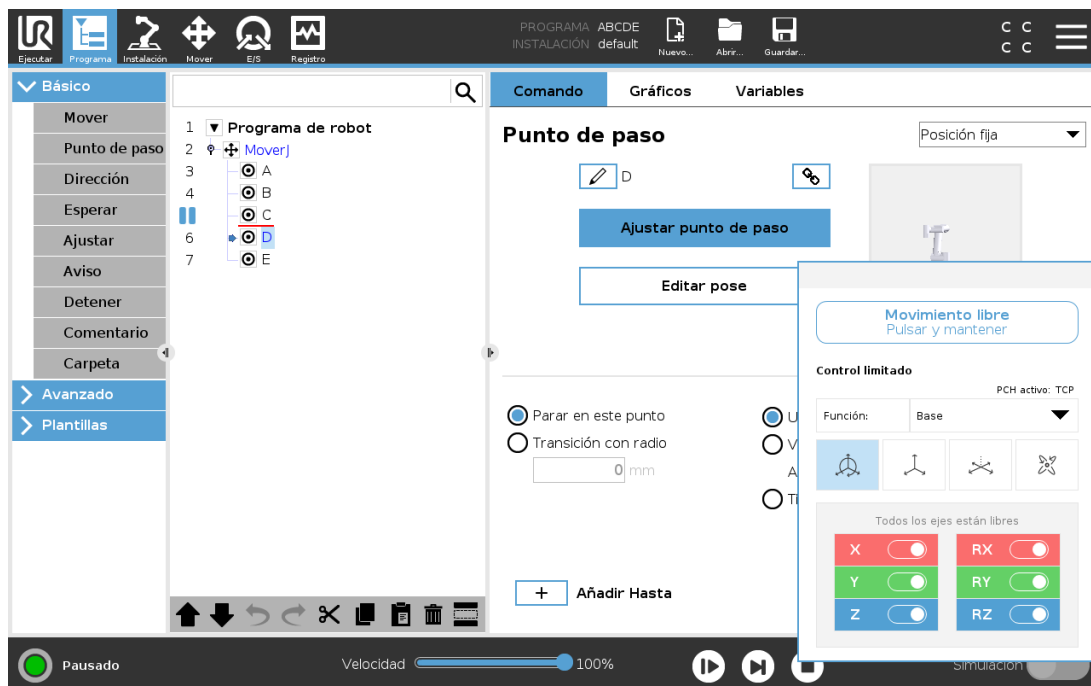 PROGRAMA ABCDE
INSTALACIÓN default
UR
C C
C C
Ejecutar Programa Instalación Mover E/S Registro
Nuevo... Abrir... Guardar...
Básico
Mover
Punto de paso
Dirección
Esperar
Ajustar
Aviso
Detener
Comentario
Carpeta
Avanzado
Plantillas
1 Programa de robot
2 MoverJ
3 A
4 B
C
6 D
7 E
Comando Gráficos Variables
Punto de paso
Posición fija
D
Ajustar punto de paso
Editar pose
Parar en este punto
Transición con radio
0 mm
U
V
A
Añadir Hasta
Movimiento libre
Pulsar y mantener
Control limitado
PCH activo: TCP
Función: Base
Todos los ejes están libres
X RX
Y RY
Z RZ
Pausado
Velocidad 100%
Simulación